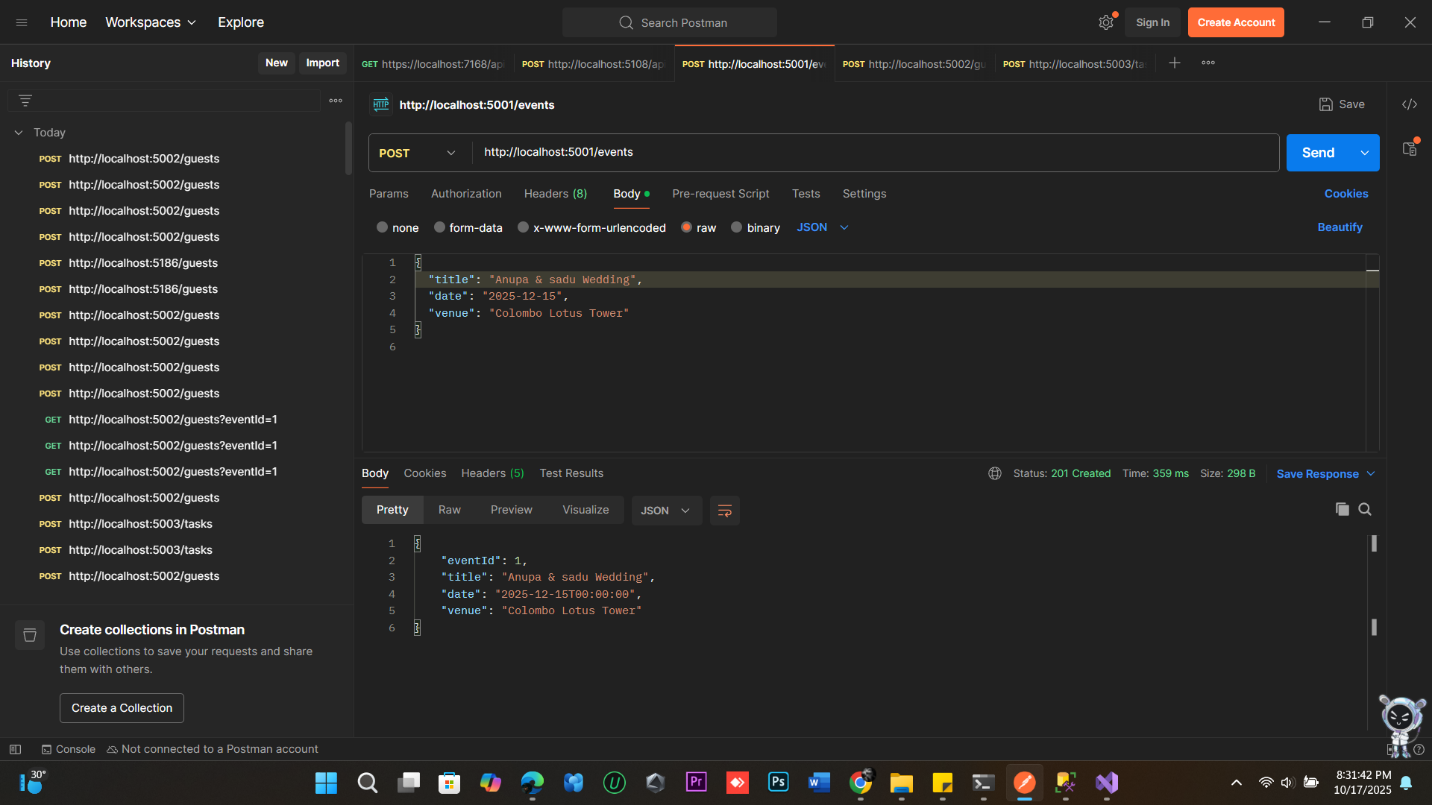 Home Workspaces Explore
Search Postman
Sign In Create Account
History New Import
GET https://localhost:7168/ap
POST http://localhost:5108/ap
POST http://localhost:5001/eve
POST http://localhost:5002/gu
POST http://localhost:5003/ta
Today
POST http://localhost:5002/guests
POST http://localhost:5002/guests
POST http://localhost:5002/guests
POST http://localhost:5002/guests
POST http://localhost:5186/guests
POST http://localhost:5186/guests
POST http://localhost:5002/guests
POST http://localhost:5002/guests
POST http://localhost:5002/guests
POST http://localhost:5002/guests
GET http://localhost:5002/guests?eventId=1
GET http://localhost:5002/guests?eventId=1
GET http://localhost:5002/guests?eventId=1
POST http://localhost:5002/guests
POST http://localhost:5003/tasks
POST http://localhost:5003/tasks
POST http://localhost:5002/guests
Create collections in Postman
Use collections to save your requests and share
them with others.
Create a Collection
HTTP http://localhost:5001/events
Save
POST http://localhost:5001/events
Send
Params Authorization Headers (8) Body Pre-request Script Tests Settings Cookies
none form-data x-www-form-urlencoded raw binary JSON Beautify
1 {
2 "title": "Anupa & sadu Wedding",
3 "date": "2025-12-15",
4 "venue": "Colombo Lotus Tower"
5 }
6
Body Cookies Headers (5) Test Results Status: 201 Created Time: 359 ms Size: 298 B Save Response
Pretty Raw Preview Visualize JSON
1 {
2 "eventId": 1,
3 "title": "Anupa & sadu Wedding",
4 "date": "2025-12-15T00:00:00",
5 "venue": "Colombo Lotus Tower"
6 }
Console Not connected to a Postman account
30°
U
Pr
Ps
W
8:31:42 PM
10/17/2025